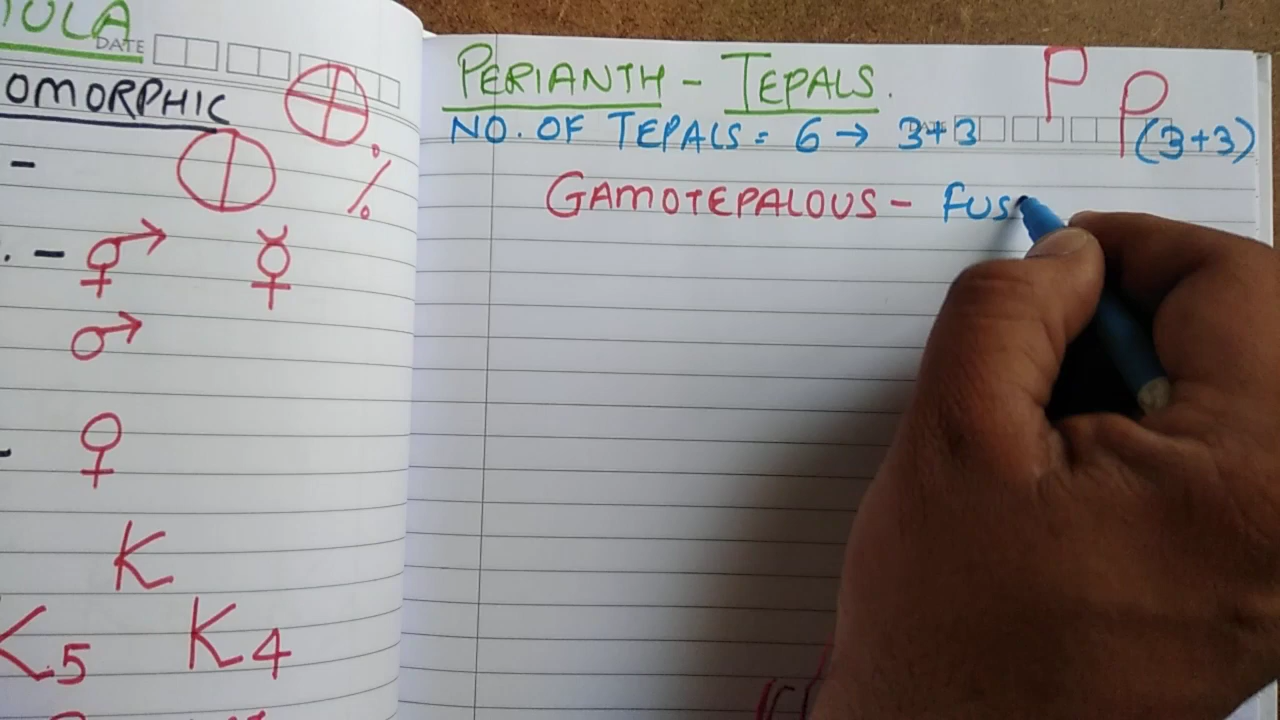 DATE
OMORPHIC
K
K5 K4
PERIANTH - TEPALS.
P
NO. OF TEPALS = 6 → 3+3
P(3+3)
GAMOTEPALOUS - FUS